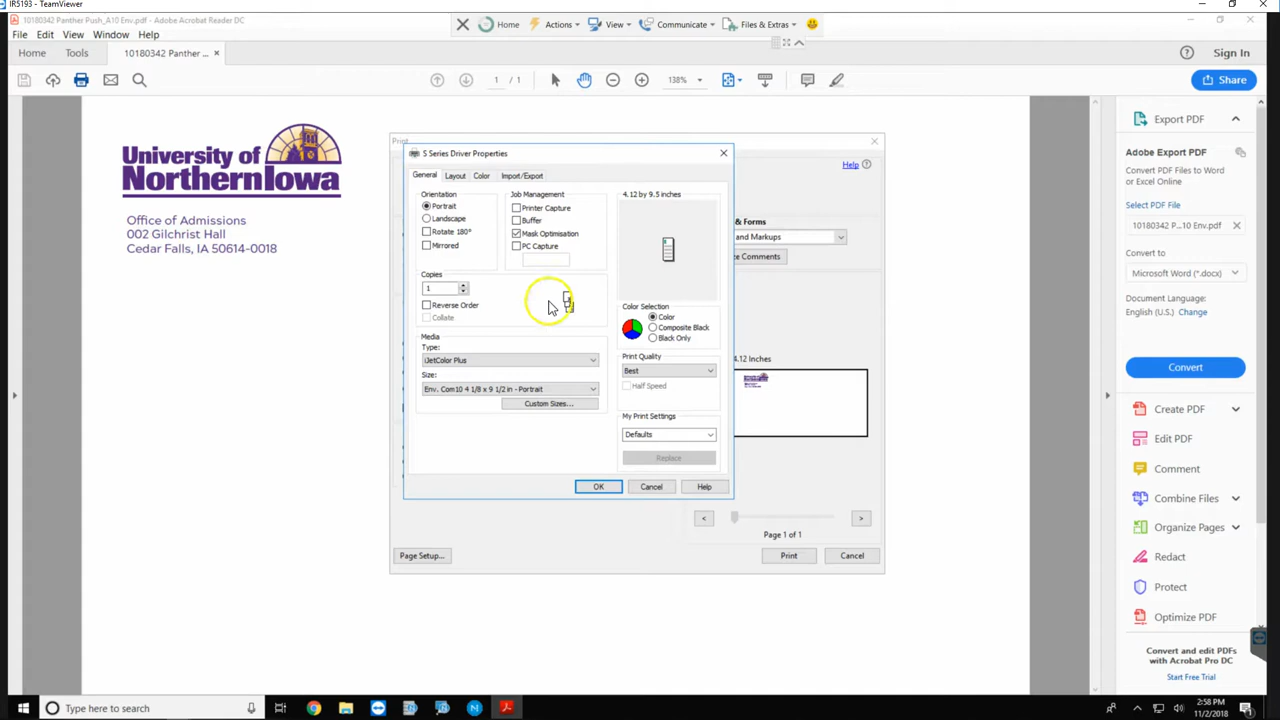 IR5193 - TeamViewer
10180342 Panther Push_A10 Env.pdf - Adobe Acrobat Reader DC
Home Actions View Communicate Files & Extras
File Edit View Window Help
Home Tools 10180342 Panther ... × Sign In
1 / 1 138% Share
University of
Northern Iowa
Office of Admissions
002 Gilchrist Hall
Cedar Falls, IA 50614-0018
Print
Help
& Forms
and Markups
ze Comments
4.12 Inches
Page 1 of 1
Page Setup...
Print
Cancel
S Series Driver Properties
General Layout Color Import/Export
Orientation
Portrait
Landscape
Rotate 180°
Mirrored
Job Management
Printer Capture
Buffer
Mask Optimisation
PC Capture
4.12 by 9.5 inches
Copies
1
Reverse Order
Collate
Color Selection
Color
Composite Black
Black Only
Media
Type:
iJetColor Plus
Size:
Env. Com10 4 1/8 x 9 1/2 in - Portrait
Custom Sizes...
Print Quality
Best
Half Speed
My Print Settings
Defaults
Replace
OK Cancel Help
Export PDF
Adobe Export PDF
Convert PDF Files to Word
or Excel Online
Select PDF File
10180342 P...10 Env.pdf ×
Convert to
Microsoft Word (*.docx)
Document Language:
English (U.S.) Change
Convert
Create PDF
Edit PDF
Comment
Combine Files
Organize Pages
Redact
Protect
Optimize PDF
Convert and edit PDFs
with Acrobat Pro DC
Start Free Trial
Type here to search
2:58 PM
11/2/2018